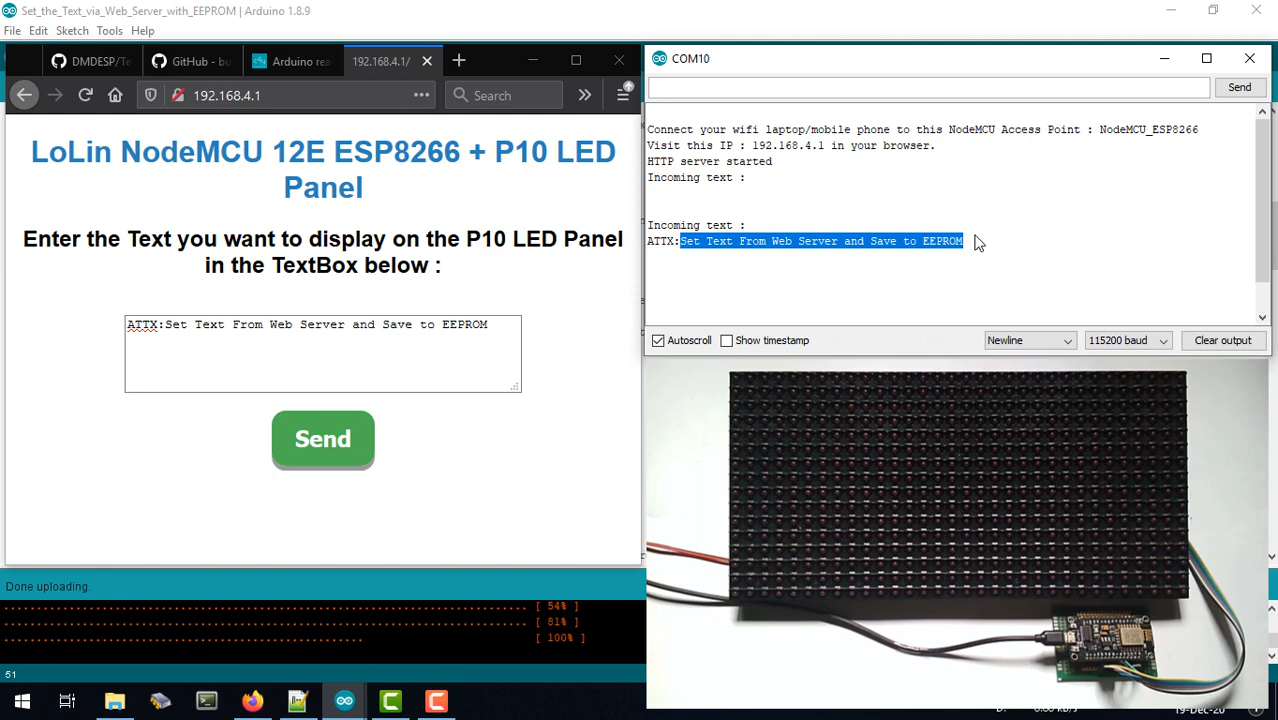 Set_the_Text_via_Web_Server_with_EEPROM | Arduino 1.8.9
File Edit Sketch Tools Help
DMDESP/Te
GitHub - bu
Arduino rea
192.168.4.1/
192.168.4.1
Search
LoLin NodeMCU 12E ESP8266 + P10 LED
Panel
Enter the Text you want to display on the P10 LED Panel
in the TextBox below :
ATTX:Set Text From Web Server and Save to EEPROM
Send
Done uploading.
[ 54% ]
[ 81% ]
[ 100% ]
51
COM10
Send
Connect your wifi laptop/mobile phone to this NodeMCU Access Point : NodeMCU_ESP8266
Visit this IP : 192.168.4.1 in your browser.
HTTP server started
Incoming text :
Incoming text :
ATTX:Set Text From Web Server and Save to EEPROM
Autoscroll
Show timestamp
Newline
115200 baud
Clear output
19-Dec-20